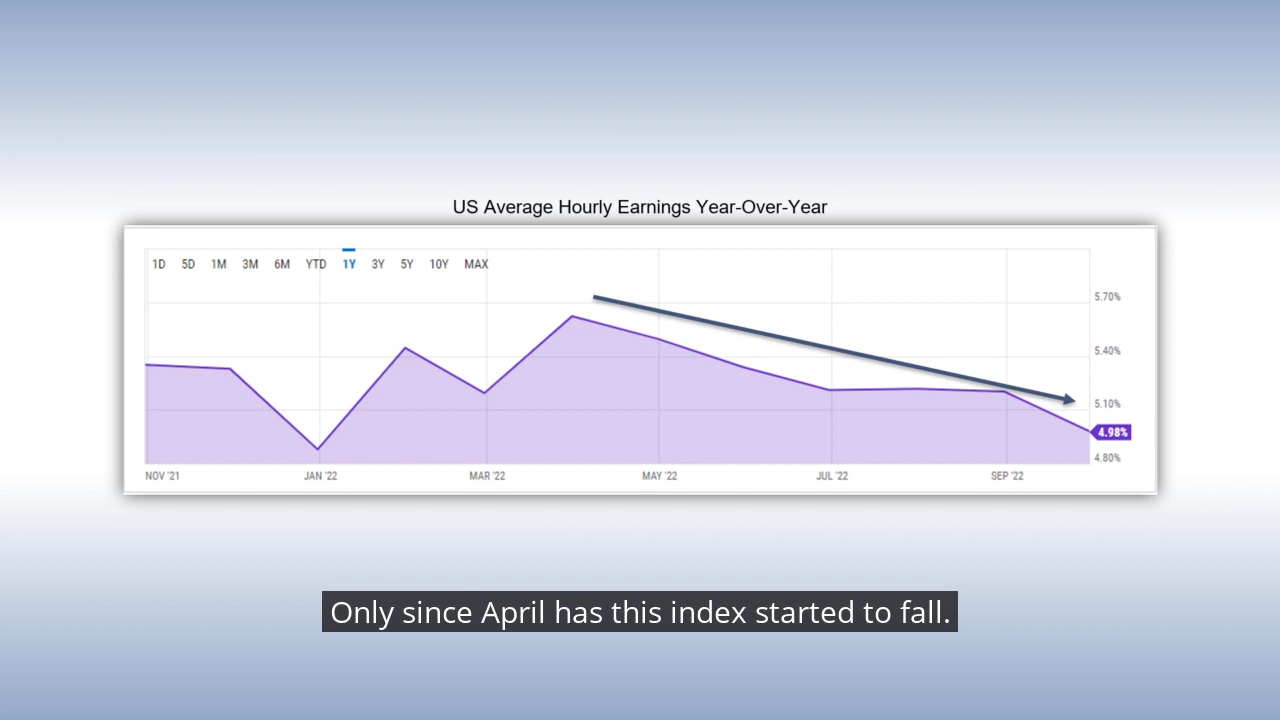 US Average Hourly Earnings Year-Over-Year
1D 5D 1M 3M 6M YTD 1Y 3Y 5Y 10Y MAX
5.70%
5.40%
5.10%
4.98%
4.80%
NOV '21 JAN '22 MAR '22 MAY '22 JUL '22 SEP '22
Only since April has this index started to fall.